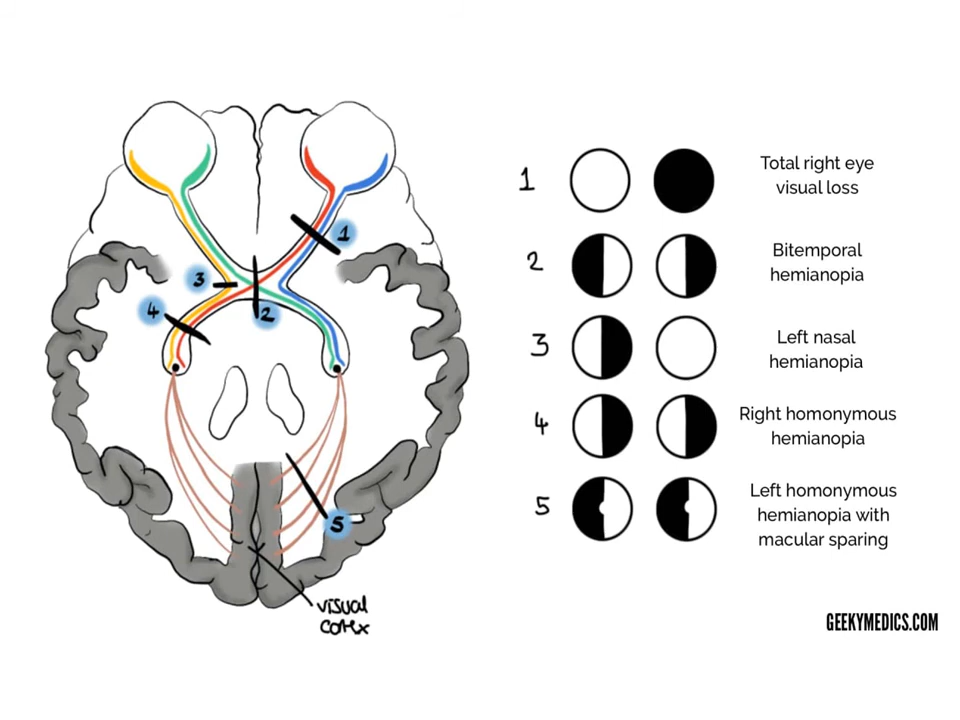 1
Total right eye
visual loss
2
Bitemporal
hemianopia
3
Left nasal
hemianopia
4
Right homonymous
hemianopia
5
Left homonymous
hemianopia with
macular sparing
1
3
2
4
5
visual
cortex
GEEKYMEDICS.COM